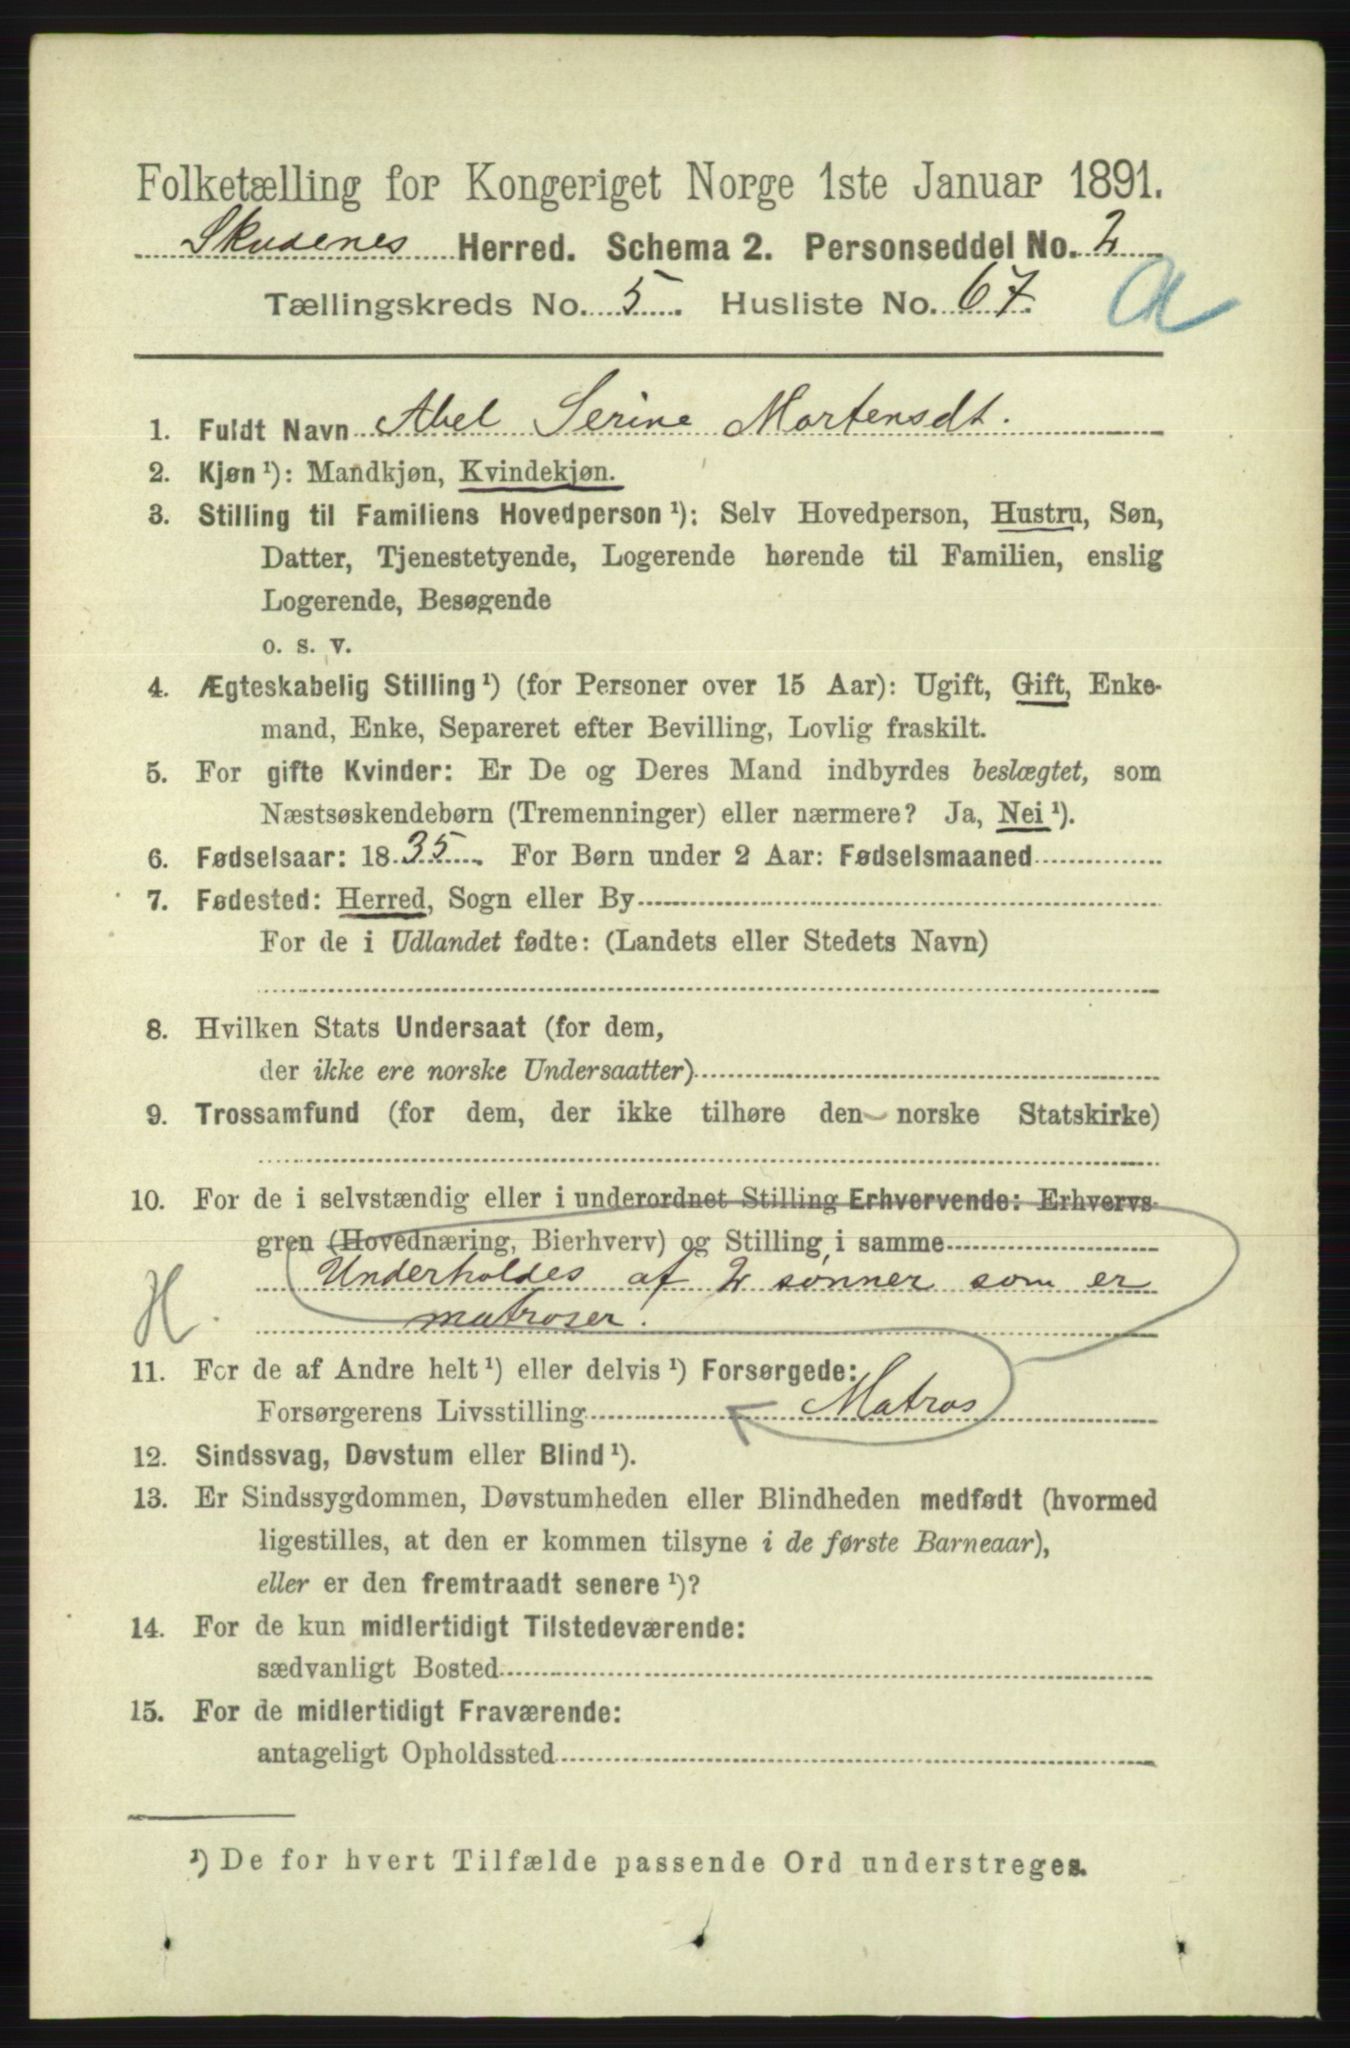 Folketælling for Kongeriget Norge 1ste Januar 1891.
Skudenes Herred. Schema 2. Personseddel No. 2
Tællingskreds No. 5. Husliste No. 67.
1. Fuldt Navn Abel Serine Mortensdt.
2. Kjøn ¹): Mandkjøn, Kvindekjøn.
3. Stilling til Familiens Hovedperson ¹): Selv Hovedperson, Hustru, Søn,
Datter, Tjenestetyende, Logerende hørende til Familien, enslig
Logerende, Besøgende
o. s. v.
4. Ægteskabelig Stilling ¹) (for Personer over 15 Aar): Ugift, Gift, Enke-
mand, Enke, Separeret efter Bevilling, Lovlig fraskilt.
5. For gifte Kvinder: Er De og Deres Mand indbyrdes beslægtet, som
Næstsøskendebørn (Tremenninger) eller nærmere? Ja, Nei ¹).
6. Fødselsaar: 1835. For Børn under 2 Aar: Fødselsmaaned
7. Fødested: Herred, Sogn eller By
For de i Udlandet fødte: (Landets eller Stedets Navn)
8. Hvilken Stats Undersaat (for dem,
der ikke ere norske Undersaatter)
9. Trossamfund (for dem, der ikke tilhøre den norske Statskirke)
10. For de i selvstændig eller i underordnet Stilling Erhvervende: Erhvervs-
gren (Hovednæring, Bierhverv) og Stilling i samme
Underholdes af 2 sønner som er
H. matroser.
11. For de af Andre helt ¹) eller delvis ¹) Forsørgede:
Forsørgerens Livsstilling Matros
12. Sindssvag, Døvstum eller Blind ¹).
13. Er Sindssygdommen, Døvstumheden eller Blindheden medfødt (hvormed
ligestilles, at den er kommen tilsyne i de første Barneaar),
eller er den fremtraadt senere ¹)?
14. For de kun midlertidigt Tilstedeværende:
sædvanligt Bosted
15. For de midlertidigt Fraværende:
antageligt Opholdssted
¹) De for hvert Tilfælde passende Ord understreges.